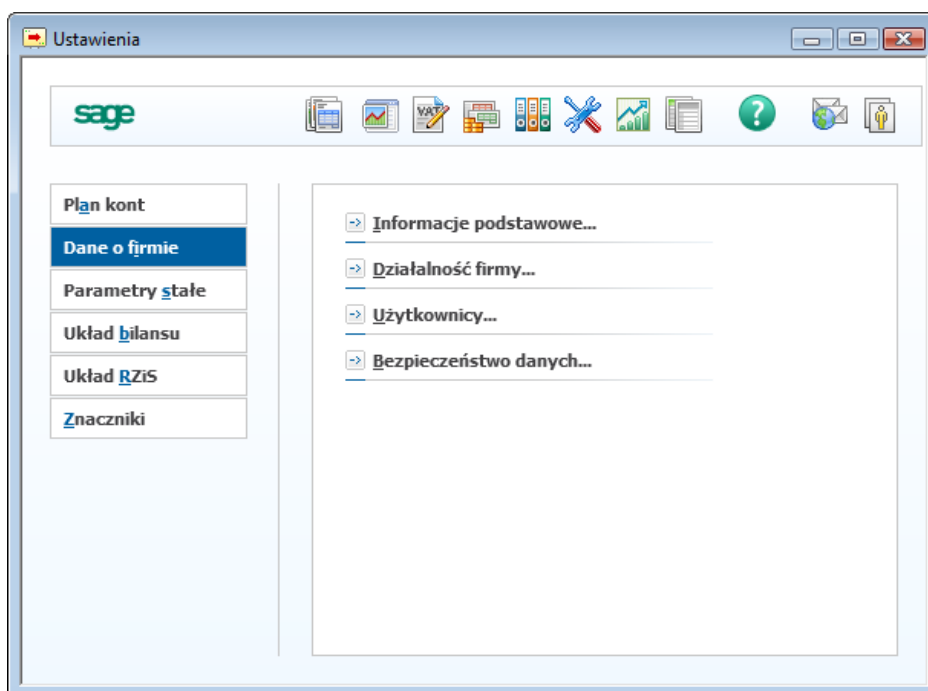 Ustawienia
sage
VAT
Plan kont
Dane o firmie
Parametry stałe
Układ bilansu
Układ RZiS
Znaczniki
Informacje podstawowe...
Działalność firmy...
Użytkownicy...
Bezpieczeństwo danych...